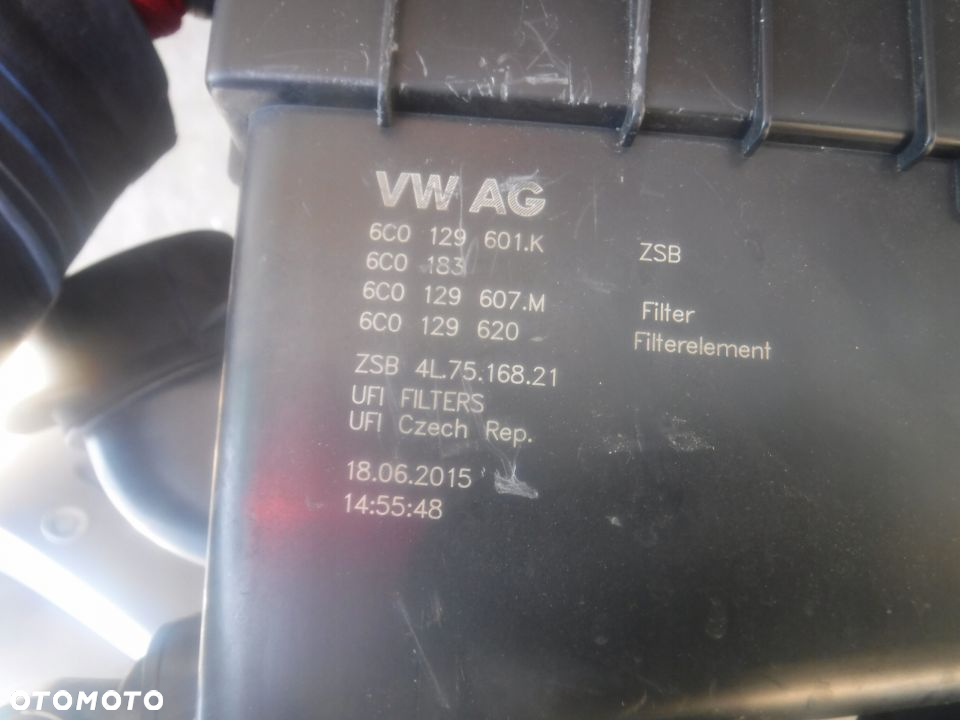 VW AG
6C0 129 601.K ZSB
6C0 183
6C0 129 607.M Filter
6C0 129 620 Filterelement
ZSB 4L.75.168.21
UFI FILTERS
UFI Czech Rep.
18.06.2015
14:55:48
OTOMOTO